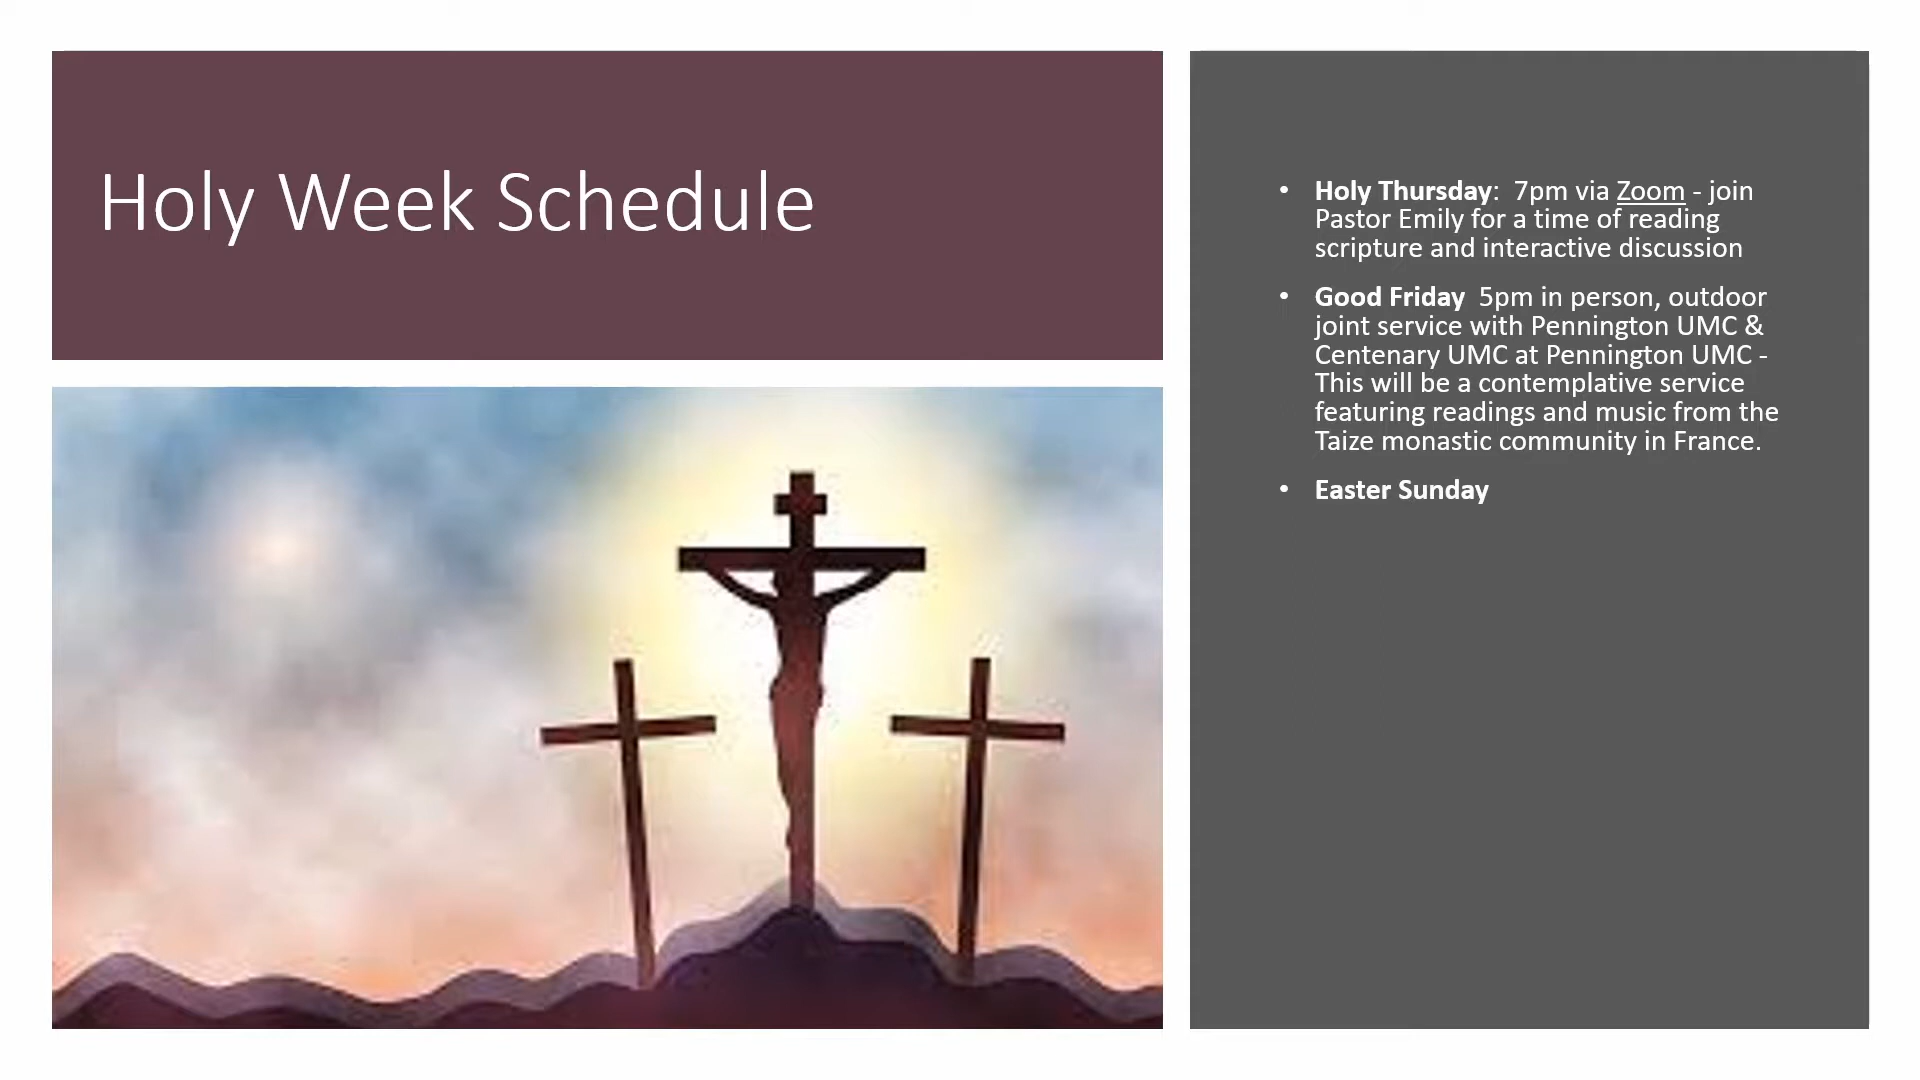 Holy Week Schedule
• Holy Thursday:  7pm via Zoom - join
Pastor Emily for a time of reading
scripture and interactive discussion
• Good Friday  5pm in person, outdoor
joint service with Pennington UMC &
Centenary UMC at Pennington UMC -
This will be a contemplative service
featuring readings and music from the
Taize monastic community in France.
• Easter Sunday